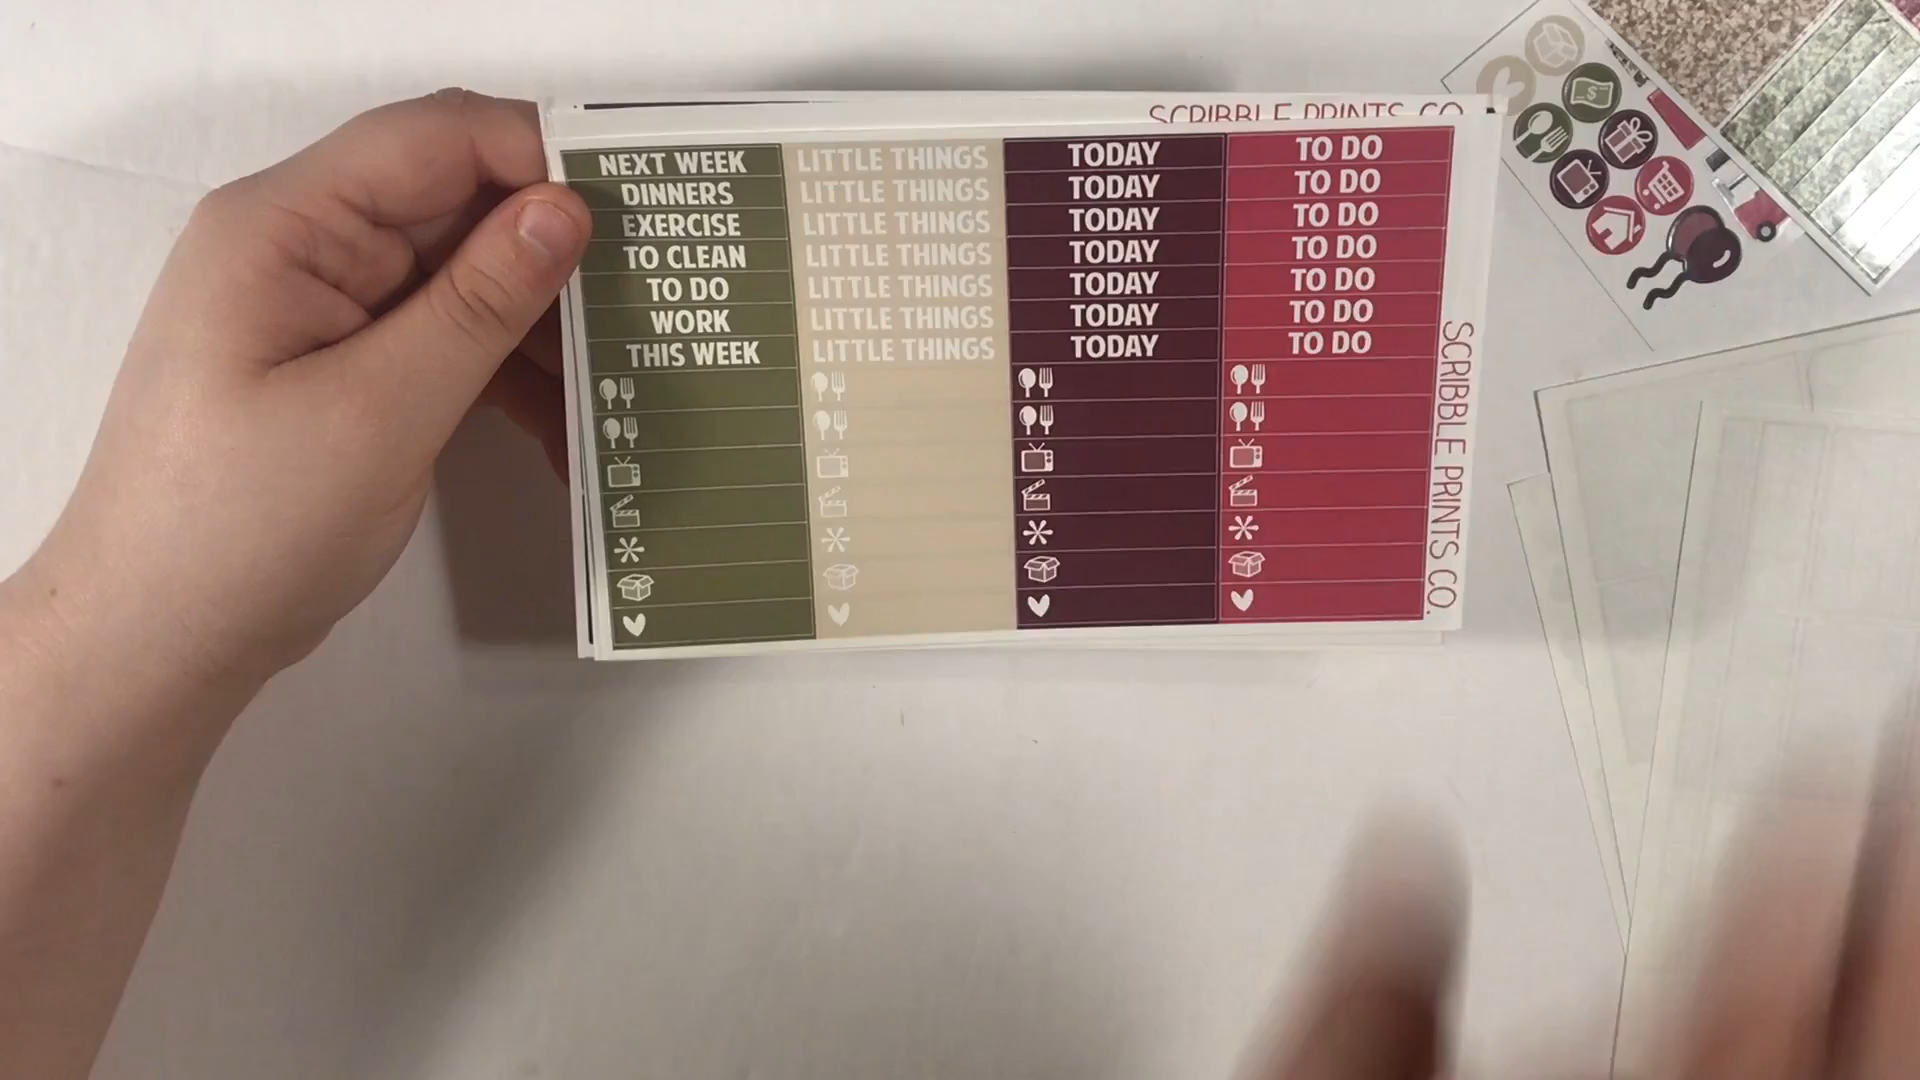 SCRIBBLE PRINTS CO
NEXT WEEK LITTLE THINGS TODAY TO DO
DINNERS LITTLE THINGS TODAY TO DO
EXERCISE LITTLE THINGS TODAY TO DO
TO CLEAN LITTLE THINGS TODAY TO DO
TO DO LITTLE THINGS TODAY TO DO
WORK LITTLE THINGS TODAY TO DO
THIS WEEK LITTLE THINGS TODAY TO DO
SCRIBBLE PRINTS CO.
$